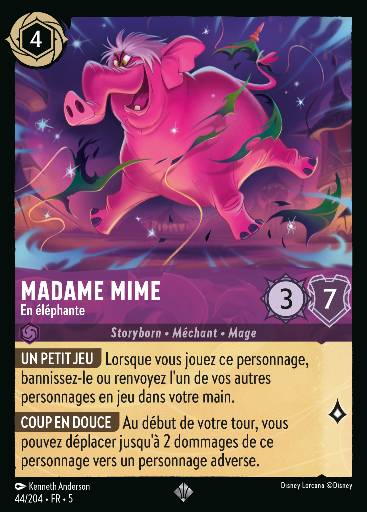 4
MADAME MIME
En éléphante
3
7
Storyborn • Méchant • Mage
UN PETIT JEU Lorsque vous jouez ce personnage,
bannissez-le ou renvoyez l'un de vos autres
personnages en jeu dans votre main.
COUP EN DOUCE Au début de votre tour, vous
pouvez déplacer jusqu'à 2 dommages de ce
personnage vers un personnage adverse.
Kenneth Anderson
44/204 • FR • 5
Disney Lorcana ©Disney